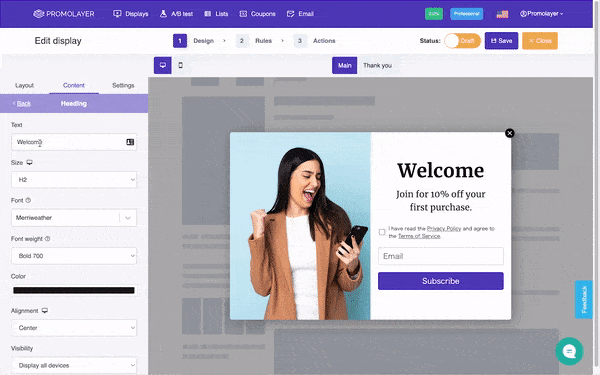 PROMOLAYER
Displays
A/B test
Lists
Coupons
Email
Professional
Promolayer
Edit display
1 Design
2 Rules
3 Actions
Status: Draft
Save
Close
Layout
Content
Settings
Main
Thank you
Back
Heading
Text
Welcome
Size
H2
Font
Merriweather
Font weight
Bold 700
Color
Alignment
Center
Visibility
Display all devices
Welcome
Join for 10% off your
first purchase.
I have read the Privacy Policy and agree to
the Terms of Service.
Email
Subscribe
Feedback